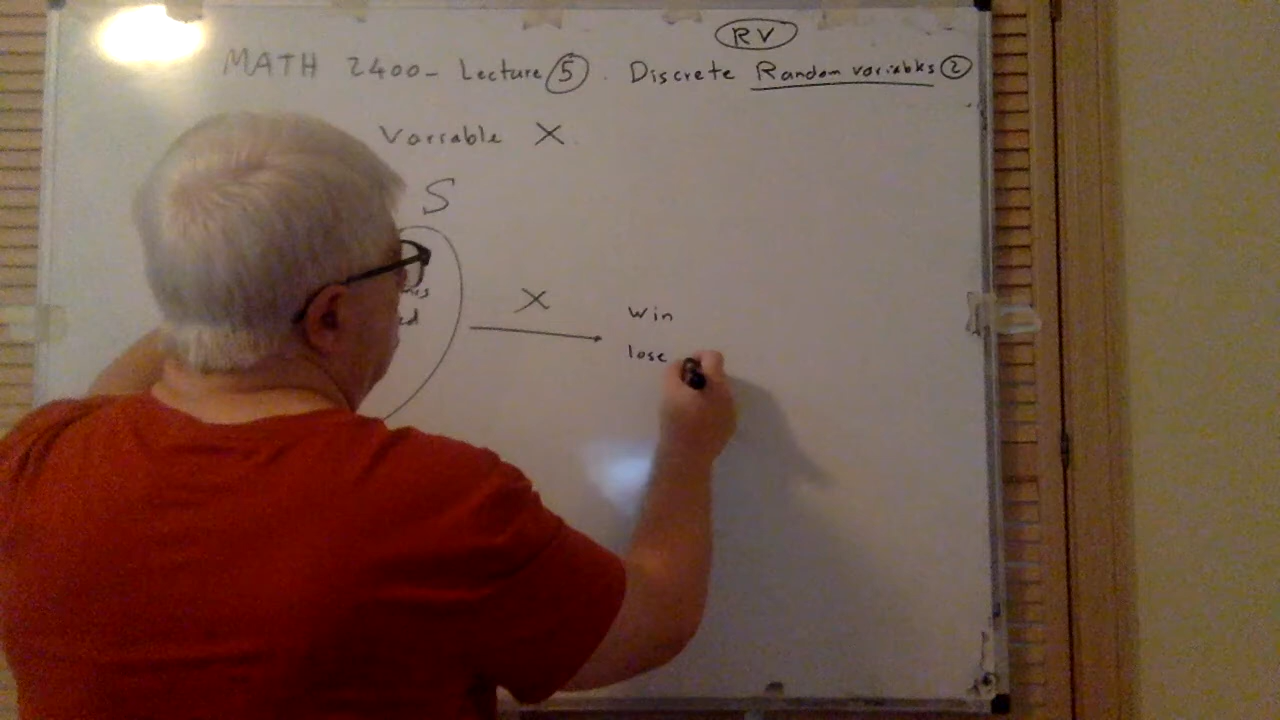 RV
MATH 2400- Lecture 5. Discrete Random variables 2
Variable X
S
X
win
lose